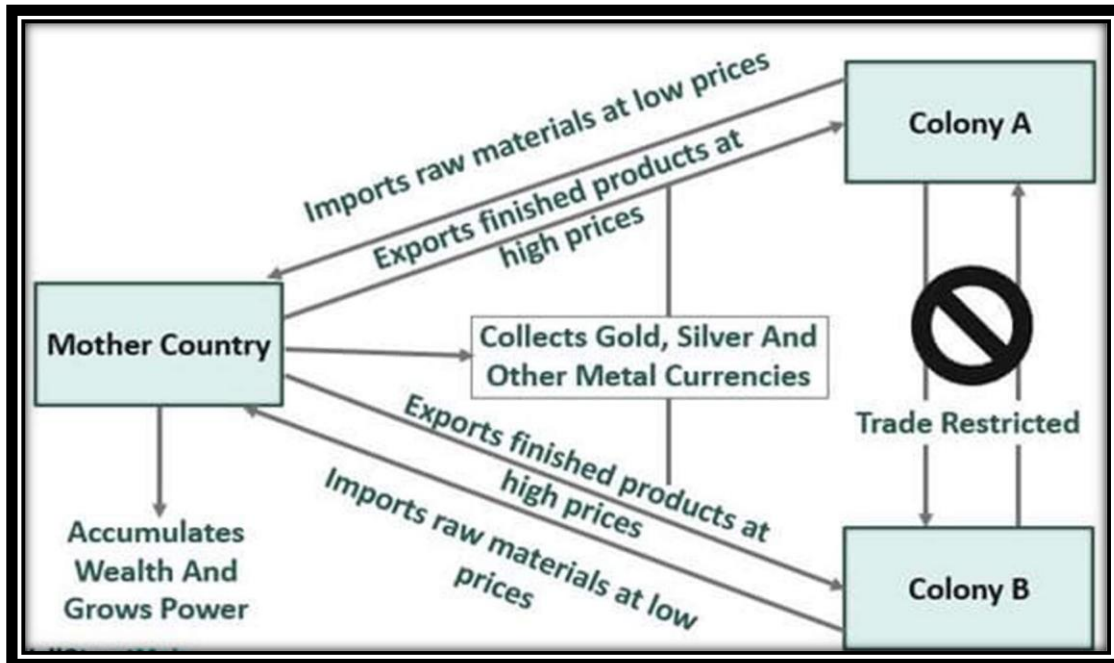 Colony A
Imports raw materials at low prices
Exports finished products at
high prices
Mother Country
Collects Gold, Silver And
Other Metal Currencies
Trade Restricted
Exports finished products at
high prices
Imports raw materials at low
prices
Accumulates
Wealth And
Grows Power
Colony B